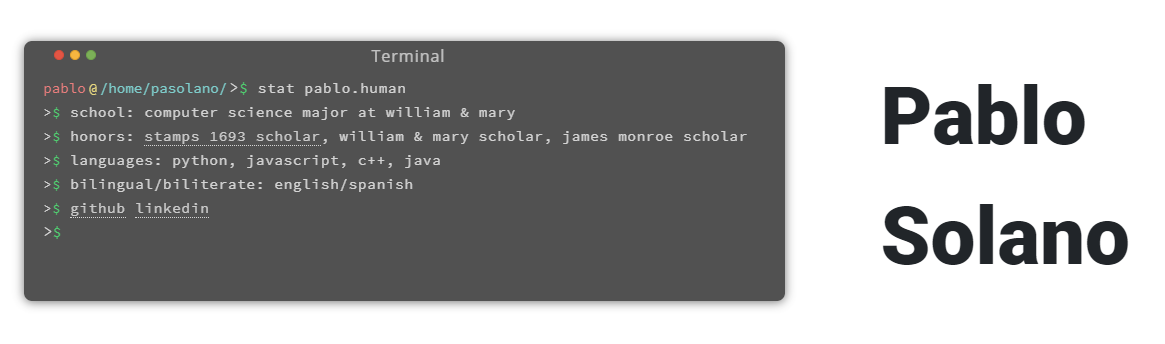 Terminal
pablo@/home/pasolano/>$ stat pablo.human
>$ school: computer science major at william & mary
>$ honors: stamps 1693 scholar, william & mary scholar, james monroe scholar
>$ languages: python, javascript, c++, java
>$ bilingual/biliterate: english/spanish
>$ github linkedin
>$
Pablo
Solano